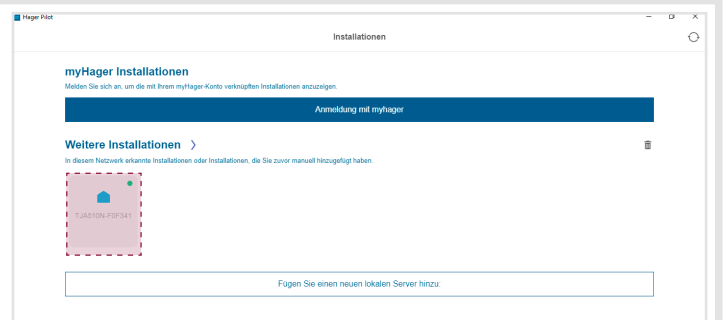 Hager Pilot
Installationen
myHager Installationen
Melden Sie sich an, um die mit Ihrem myHager-Konto verknüpften Installationen anzuzeigen.
Anmeldung mit myhager
Weitere Installationen
In diesem Netzwerk erkannte Installationen oder Installationen, die Sie zuvor manuell hinzugefügt haben.
TJA510N-F0F341
Fügen Sie einen neuen lokalen Server hinzu: